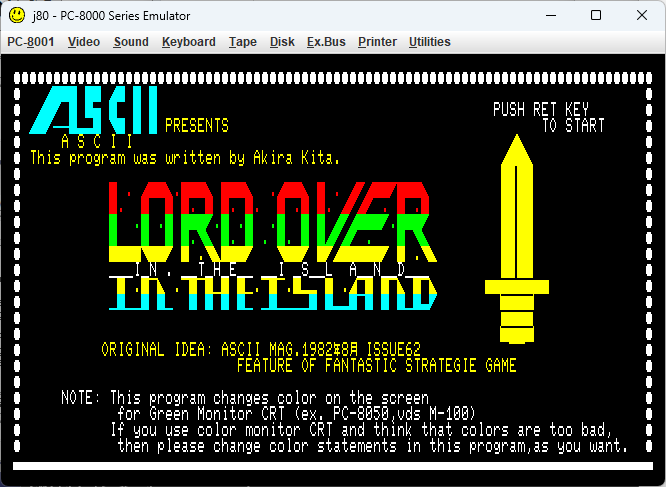 j80 - PC-8000 Series Emulator
PC-8001 Video Sound Keyboard Tape Disk Ex.Bus Printer Utilities
ASCII PRESENTS
A S C I I
PUSH RET KEY
TO START
This program was written by Akira Kita.
LORD OVER
__IN.__THE__ __IS_L_A_N_D__
IN THE ISLAND
ORIGINAL IDEA: ASCII MAG.1982年8月 ISSUE62
FEATURE OF FANTASTIC STRATEGIE GAME
NOTE: This program changes color on the screen
for Green Monitor CRT (ex. PC-8050,vds M-100)
If you use color monitor CRT and think that colors are too bad,
then please change color statements in this program,as you want.